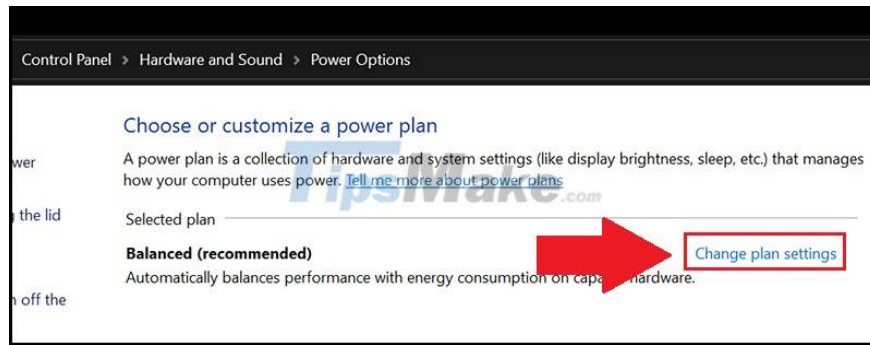 Control Panel > Hardware and Sound > Power Options
Choose or customize a power plan
wer
A power plan is a collection of hardware and system settings (like display brightness, sleep, etc.) that manages
how your computer uses power. Tell me more about power plans
TipsMake.com
the lid
Selected plan
Balanced (recommended)
Change plan settings
Automatically balances performance with energy consumption on hardware.
off the